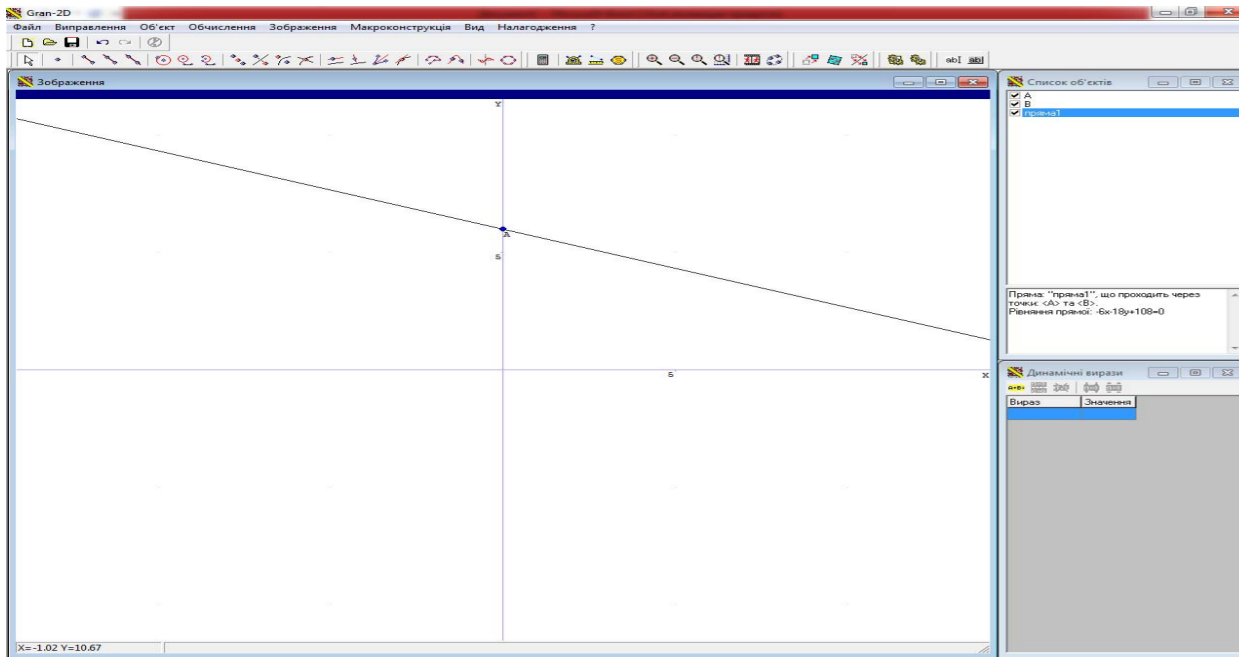 Gran-2D
Файл Виправлення Об'єкт Обчислення Зображення Макроконструкція Вид Налагодження ?
abI abI
Зображення
Y
A
5
5
X
X=-1.02 Y=10.67
Список об'єктів
A
B
пряма1
Пряма: "пряма1", що проходить через
точки: <A> та <B>.
Рівняння прямої: -6x-18y+108=0
Динамічні вирази
Вираз Значення